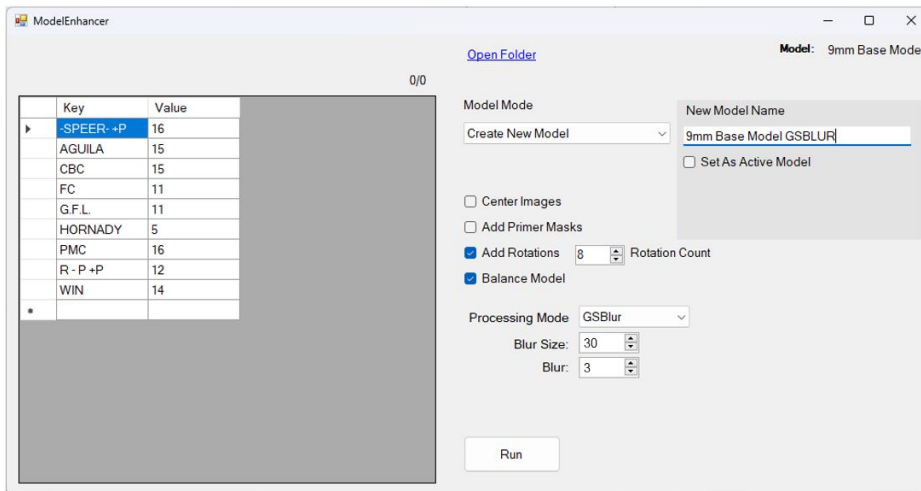 ModelEnhancer
Open Folder
Model: 9mm Base Mode
0/0
Key Value
-SPEER- +P 16
AGUILA 15
CBC 15
FC 11
G.F.L. 11
HORNADY 5
PMC 16
R - P +P 12
WIN 14
Model Mode
Create New Model
New Model Name
9mm Base Model GSBLUR
Set As Active Model
Center Images
Add Primer Masks
Add Rotations 8 Rotation Count
Balance Model
Processing Mode GSBlur
Blur Size: 30
Blur: 3
Run